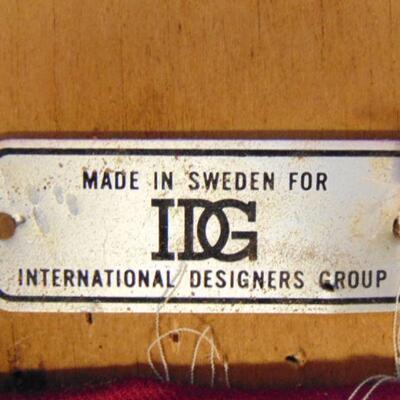 MADE IN SWEDEN FOR
IDG
INTERNATIONAL DESIGNERS GROUP